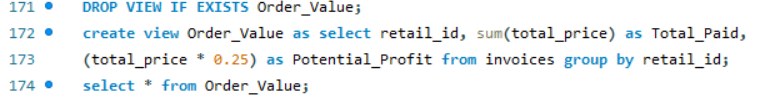 171 DROP VIEW IF EXISTS Order_Value;
172 create view Order_Value as select retail_id, sum(total_price) as Total_Paid,
173 (total_price * 0.25) as Potential_Profit from invoices group by retail_id;
174 select * from Order_Value;